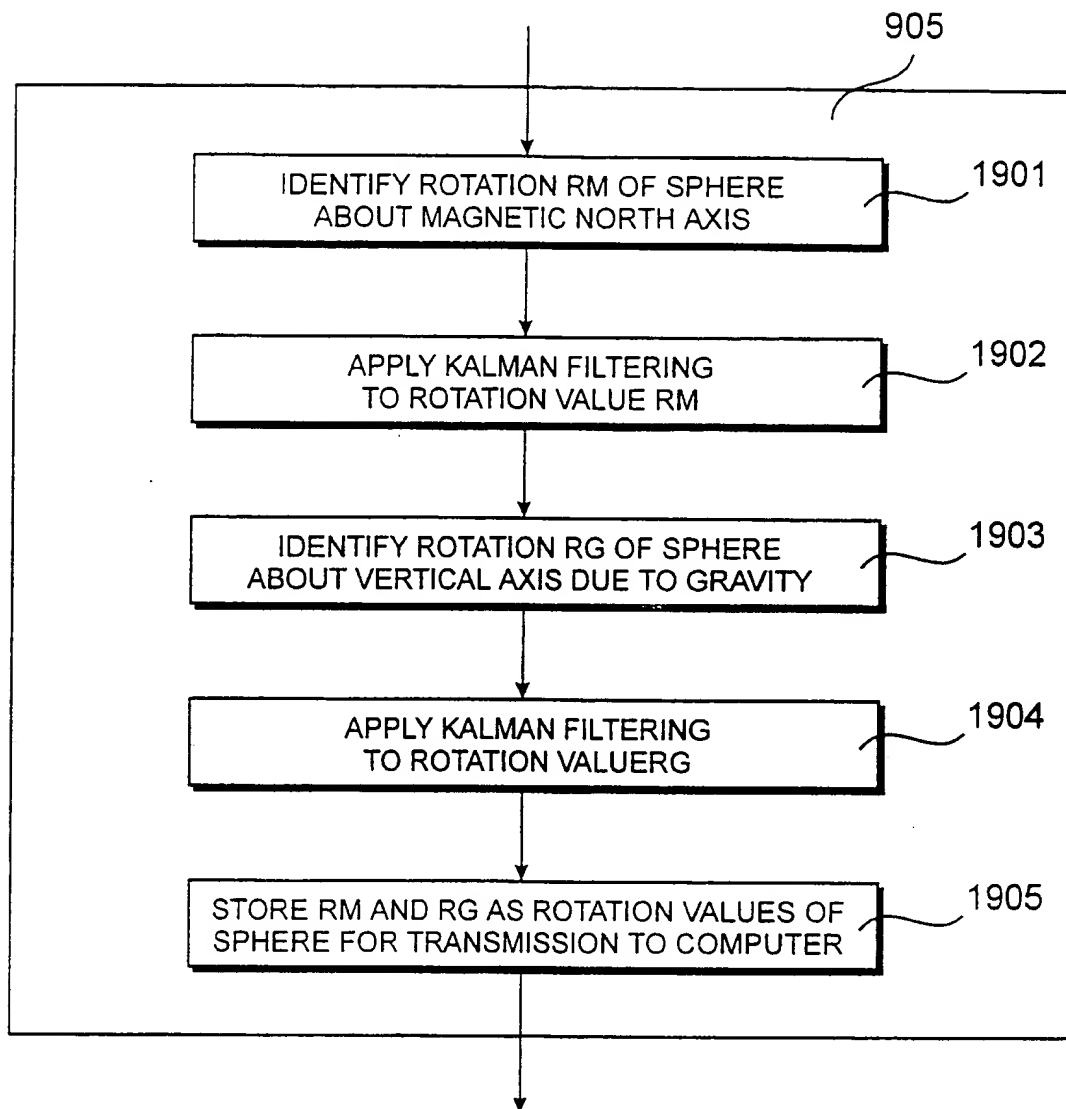 905
IDENTIFY ROTATION RM OF SPHERE
ABOUT MAGNETIC NORTH AXIS
1901
APPLY KALMAN FILTERING
TO ROTATION VALUE RM
1902
IDENTIFY ROTATION RG OF SPHERE
ABOUT VERTICAL AXIS DUE TO GRAVITY
1903
APPLY KALMAN FILTERING
TO ROTATION VALUERG
1904
STORE RM AND RG AS ROTATION VALUES OF
SPHERE FOR TRANSMISSION TO COMPUTER
1905